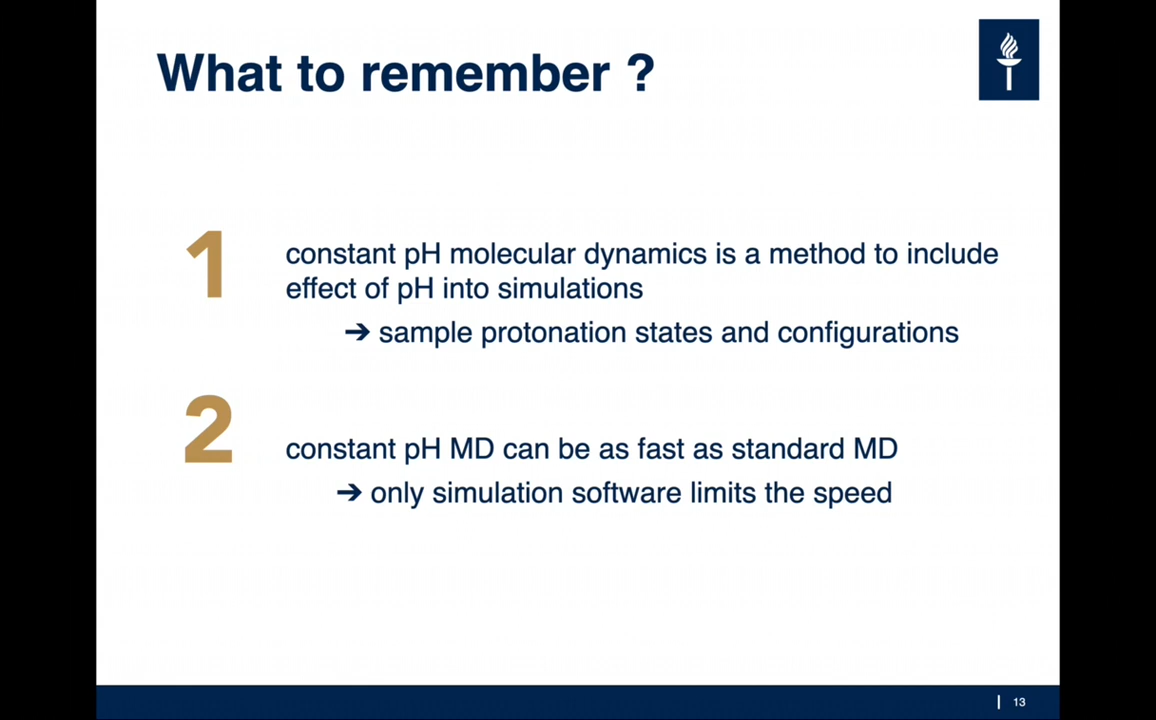 What to remember ?
1
constant pH molecular dynamics is a method to include
effect of pH into simulations
➔ sample protonation states and configurations
2
constant pH MD can be as fast as standard MD
➔ only simulation software limits the speed
| 13